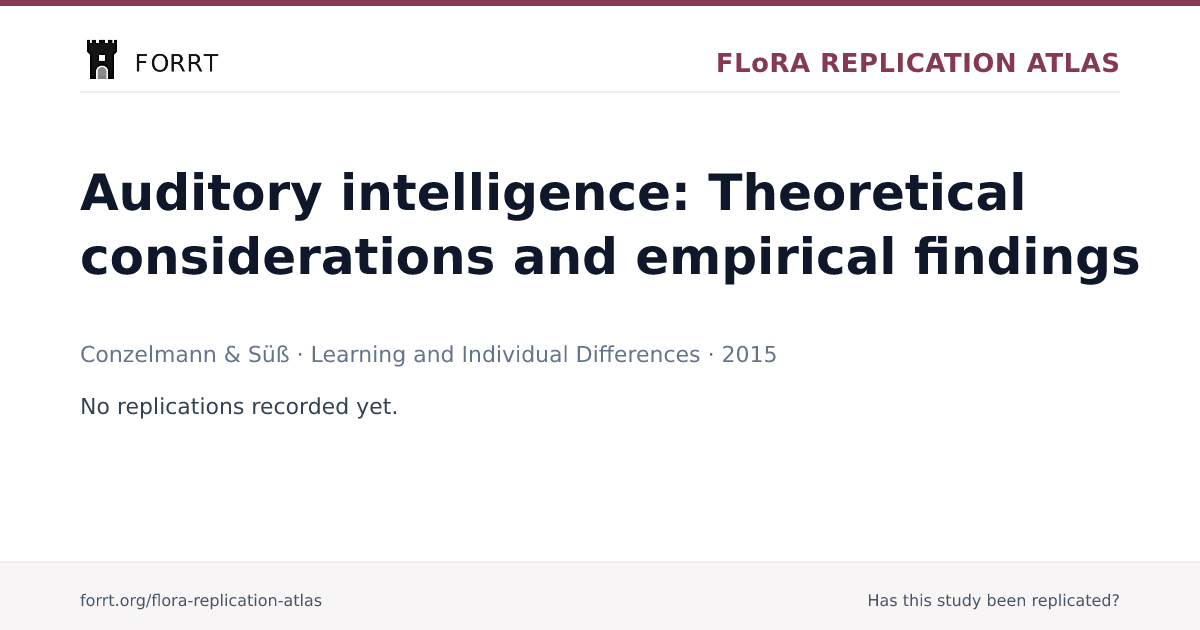 FORRT
FLoRA REPLICATION ATLAS
Auditory intelligence: Theoretical
considerations and empirical findings
Conzelmann & Süß · Learning and Individual Differences · 2015
No replications recorded yet.
forrt.org/flora-replication-atlas
Has this study been replicated?